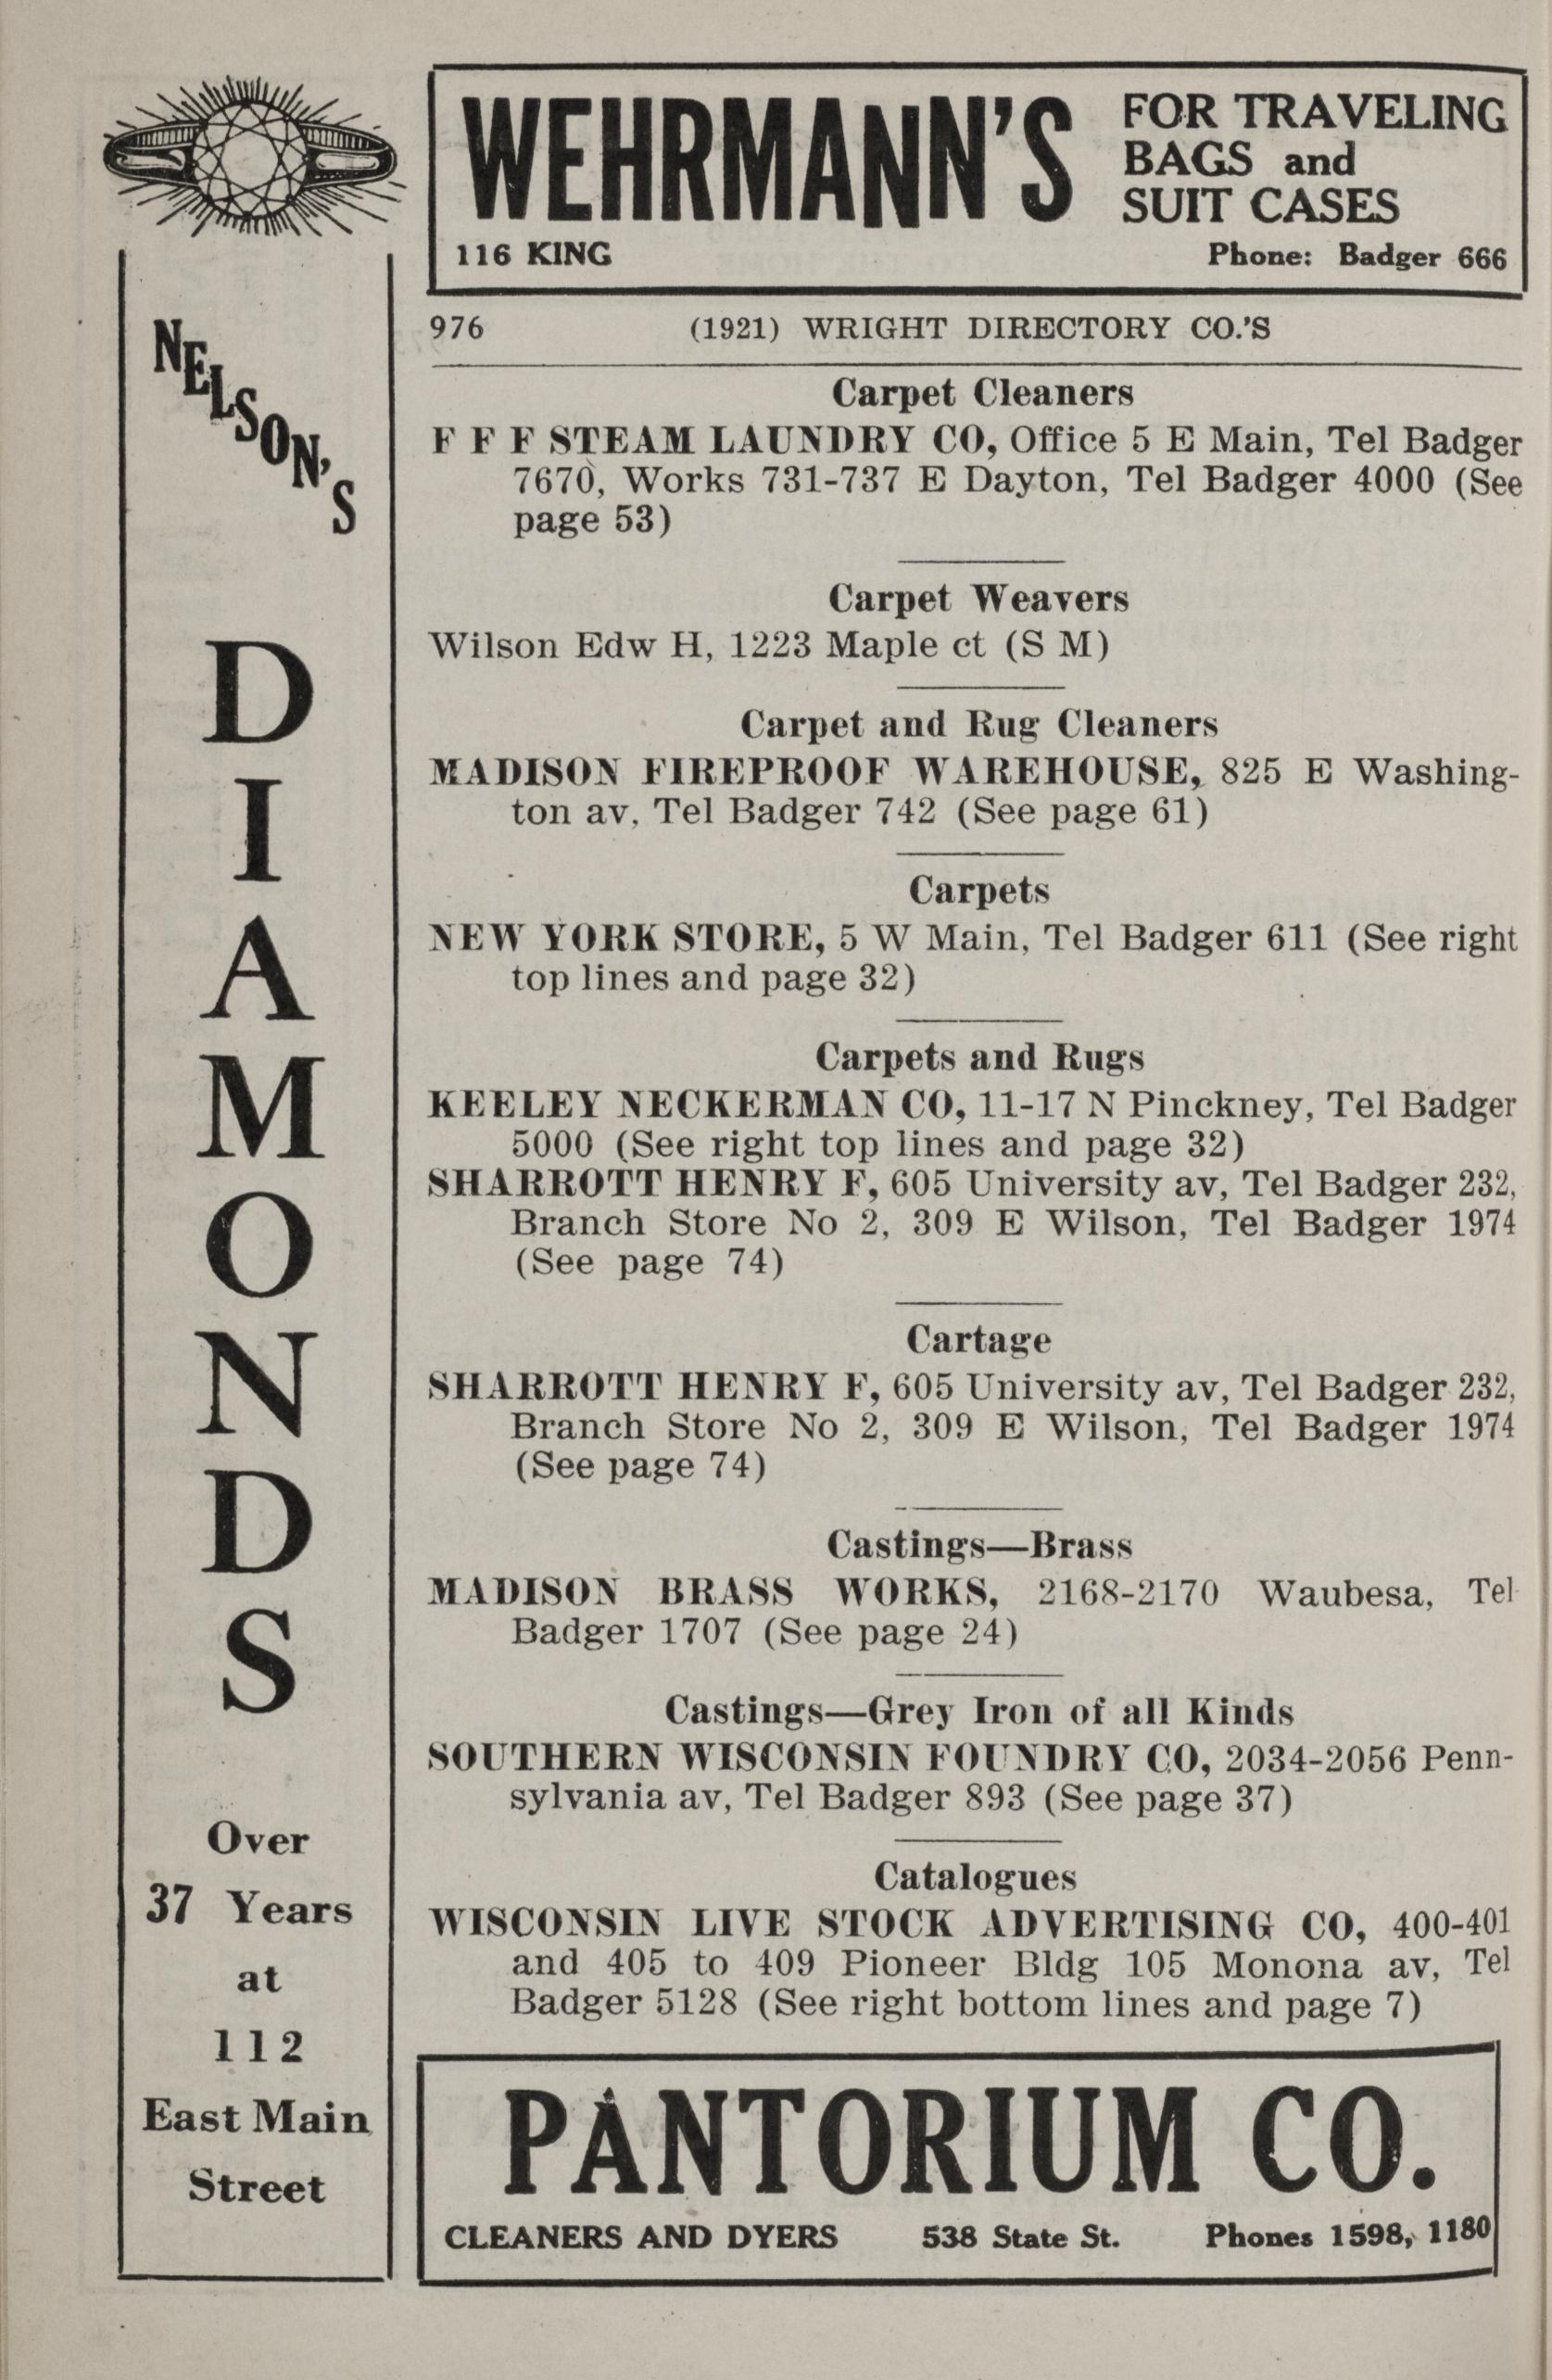 WEHRMANN'S
FOR TRAVELING
BAGS and
SUIT CASES
116 KING
Phone: Badger 666
976 (1921) WRIGHT DIRECTORY CO.'S
Carpet Cleaners
F F F STEAM LAUNDRY CO, Office 5 E Main, Tel Badger
7670, Works 731-737 E Dayton, Tel Badger 4000 (See
page 53)
Carpet Weavers
Wilson Edw H, 1223 Maple ct (S M)
Carpet and Rug Cleaners
MADISON FIREPROOF WAREHOUSE, 825 E Washing-
ton av, Tel Badger 742 (See page 61)
Carpets
NEW YORK STORE, 5 W Main, Tel Badger 611 (See right
top lines and page 32)
Carpets and Rugs
KEELEY NECKERMAN CO, 11-17 N Pinckney, Tel Badger
5000 (See right top lines and page 32)
SHARROTT HENRY F, 605 University av, Tel Badger 232,
Branch Store No 2, 309 E Wilson, Tel Badger 1974
(See page 74)
Cartage
SHARROTT HENRY F, 605 University av, Tel Badger 232,
Branch Store No 2, 309 E Wilson, Tel Badger 1974
(See page 74)
Castings—Brass
MADISON BRASS WORKS, 2168-2170 Waubesa, Tel
Badger 1707 (See page 24)
Castings—Grey Iron of all Kinds
SOUTHERN WISCONSIN FOUNDRY CO, 2034-2056 Penn-
sylvania av, Tel Badger 893 (See page 37)
Catalogues
WISCONSIN LIVE STOCK ADVERTISING CO, 400-401
and 405 to 409 Pioneer Bldg 105 Monona av, Tel
Badger 5128 (See right bottom lines and page 7)
NELSON'S
DIAMONDS
Over
37 Years
at
112
East Main
Street
PANTORIUM CO.
CLEANERS AND DYERS 538 State St. Phones 1598, 1180